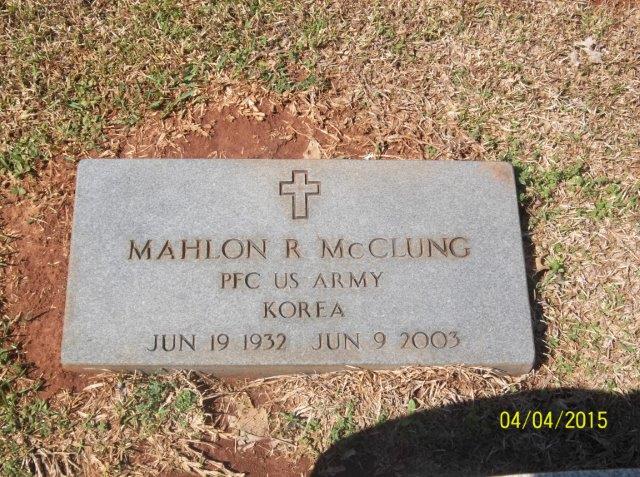 MAHLON R McCLUNG
PFC US ARMY
KOREA
JUN 19 1932 JUN 9 2003
04/04/2015